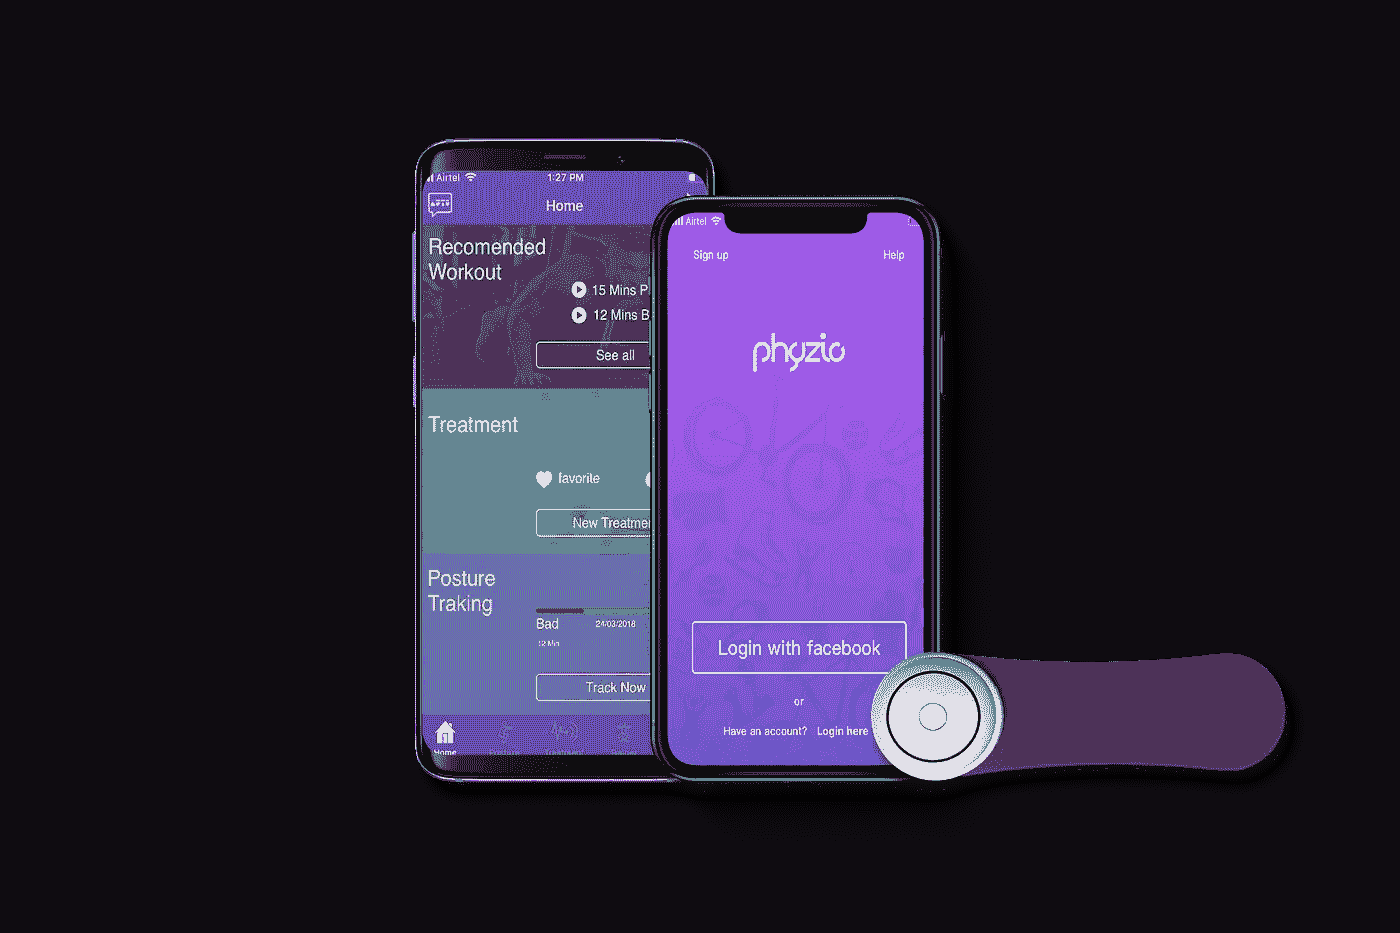 Airtel
1:27 PM
Home
Recomended
Workout
15 Mins P
12 Mins B
See all
Treatment
favorite
New Treatmen
Posture
Traking
Bad
24/03/2018
12 Min
Track Now
Home
Airtel
Sign up
Help
phyzio
Login with facebook
or
Have an account? Login here